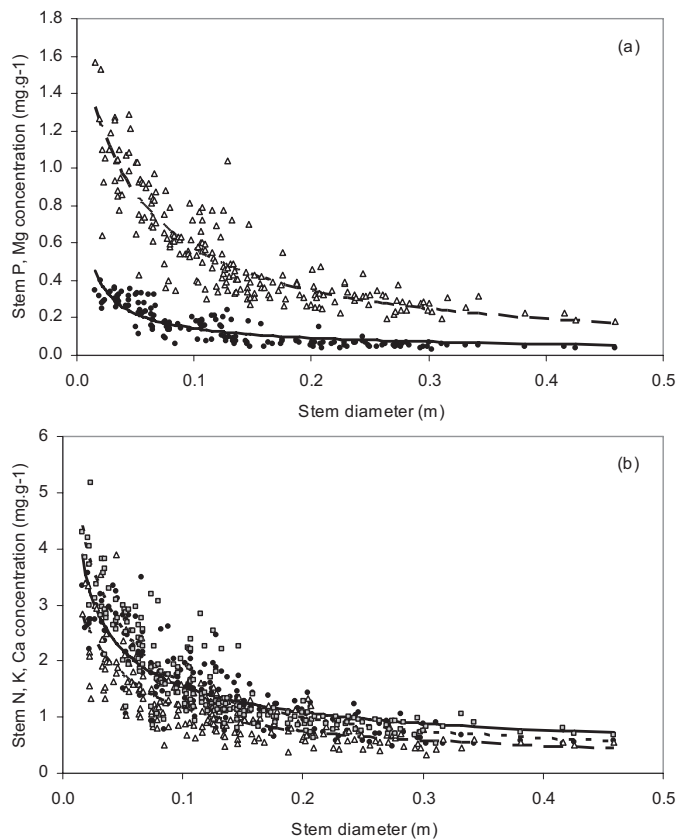 (a)
Stem P, Mg concentration (mg.g-1)
1.8
1.6
1.4
1.2
1.0
0.8
0.6
0.4
0.2
0.0
0.0 0.1 0.2 0.3 0.4 0.5
Stem diameter (m)
(b)
Stem N, K, Ca concentration (mg.g-1)
6
5
4
3
2
1
0
0.0 0.1 0.2 0.3 0.4 0.5
Stem diameter (m)